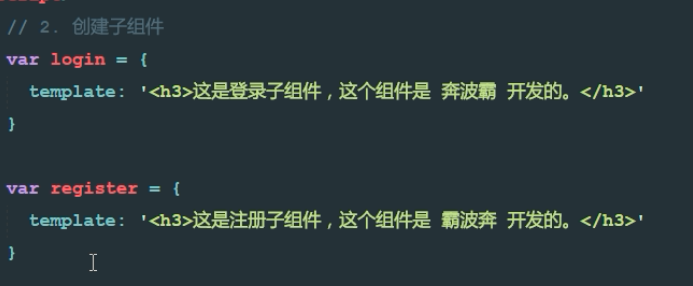 // 2. 创建子组件
var login = {
  template: '<h3>这是登录子组件，这个组件是 奔波霸 开发的。</h3>'
}
var register = {
  template: '<h3>这是注册子组件，这个组件是 霸波奔 开发的。</h3>'
}